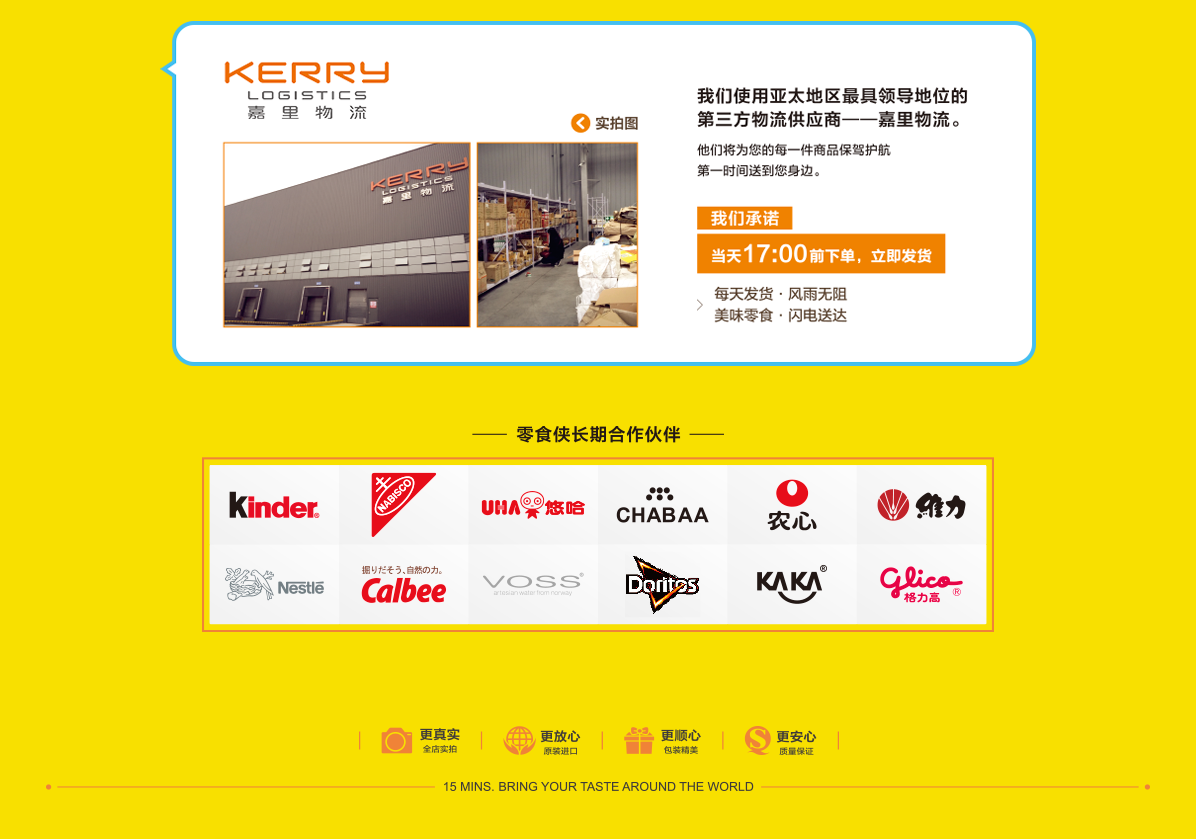 KERRY
LOGISTICS
嘉里物流
实拍图
KERRY
LOGISTICS
嘉里物流
我们使用亚太地区最具领导地位的
第三方物流供应商——嘉里物流。
他们将为您的每一件商品保驾护航
第一时间送到您身边。
我们承诺
当天17:00前下单，立即发货
每天发货·风雨无阻
美味零食·闪电送达
零食侠长期合作伙伴
Kinder
NABISCO
UHA悠哈
CHABAA
农心
维力
Nestlé
掘りだそう、自然の力。
Calbee
VOSS®
artesian water from norway
Doritos
KAKA®
Glico
格力高®
更真实
全店实拍
更放心
原装进口
更顺心
包装精美
更安心
质量保证
15 MINS. BRING YOUR TASTE AROUND THE WORLD